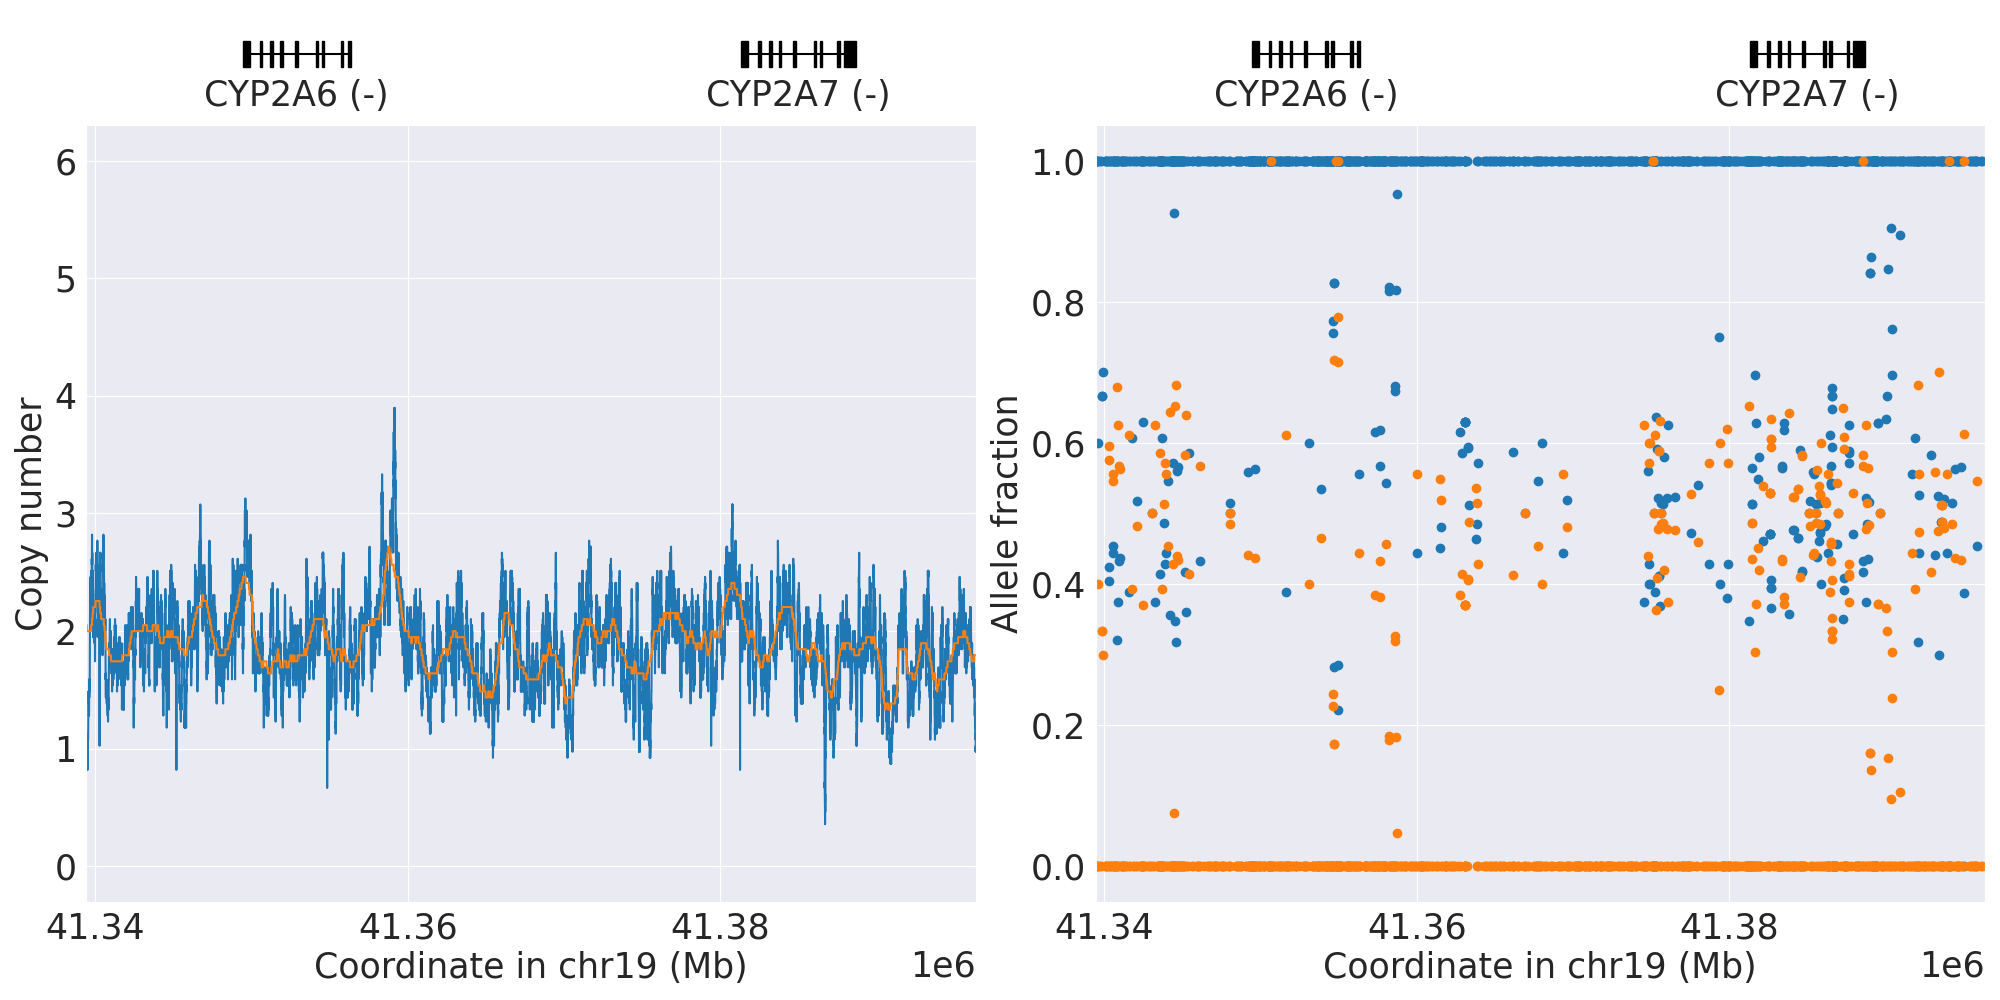 CYP2A6 (-)
CYP2A7 (-)
Copy number
6
5
4
3
2
1
0
41.34
41.36
41.38
Coordinate in chr19 (Mb)
1e6
CYP2A6 (-)
CYP2A7 (-)
Allele fraction
1.0
0.8
0.6
0.4
0.2
0.0
41.34
41.36
41.38
Coordinate in chr19 (Mb)
1e6